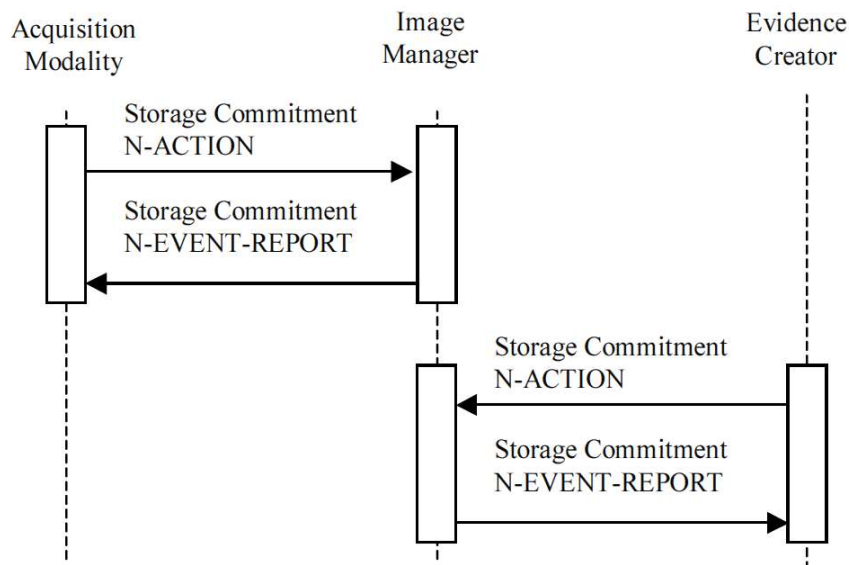 Acquisition
Modality
Image
Manager
Evidence
Creator
Storage Commitment
N-ACTION
Storage Commitment
N-EVENT-REPORT
Storage Commitment
N-ACTION
Storage Commitment
N-EVENT-REPORT